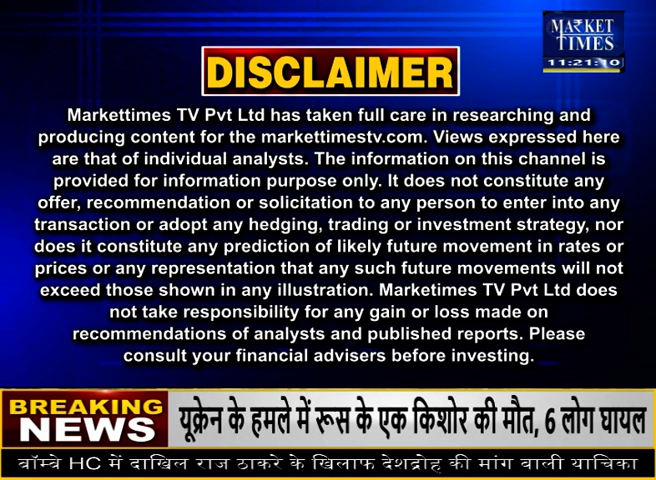 MARKET
TIMES
11:21:10
DISCLAIMER
Markettimes TV Pvt Ltd has taken full care in researching and
producing content for the markettimestv.com. Views expressed here
are that of individual analysts. The information on this channel is
provided for information purpose only. It does not constitute any
offer, recommendation or solicitation to any person to enter into any
transaction or adopt any hedging, trading or investment strategy, nor
does it constitute any prediction of likely future movement in rates or
prices or any representation that any such future movements will not
exceed those shown in any illustration. Marketimes TV Pvt Ltd does
not take responsibility for any gain or loss made on
recommendations of analysts and published reports. Please
consult your financial advisers before investing.
BREAKING
NEWS
यूक्रेन के हमले में रूस के एक किशोर की मौत, 6 लोग घायल
बॉम्बे HC में दाखिल राज ठाकरे के खिलाफ देशद्रोह की मांग वाली याचिका